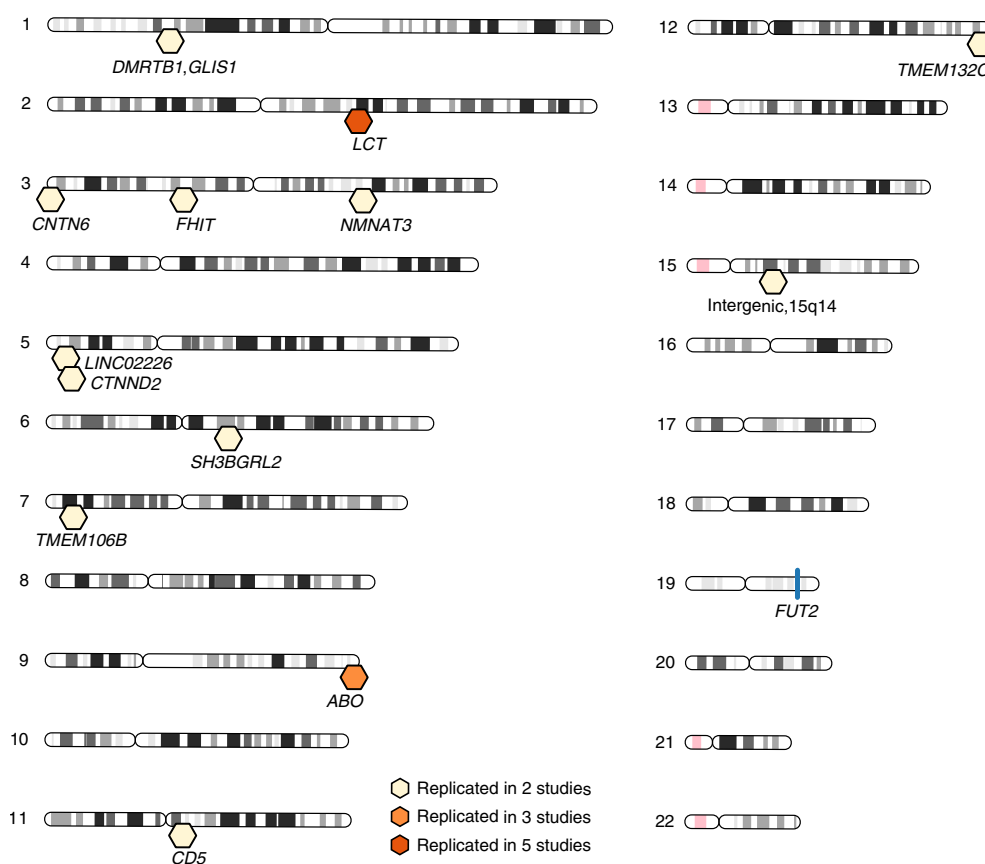 1
DMRTB1,GLIS1
2
LCT
3
CNTN6
FHIT
NMNAT3
4
5
LINC02226
CTNND2
6
SH3BGRL2
7
TMEM106B
8
9
ABO
10
11
CD5
12
TMEM132C
13
14
15
Intergenic,15q14
16
17
18
19
FUT2
20
21
22
Replicated in 2 studies
Replicated in 3 studies
Replicated in 5 studies